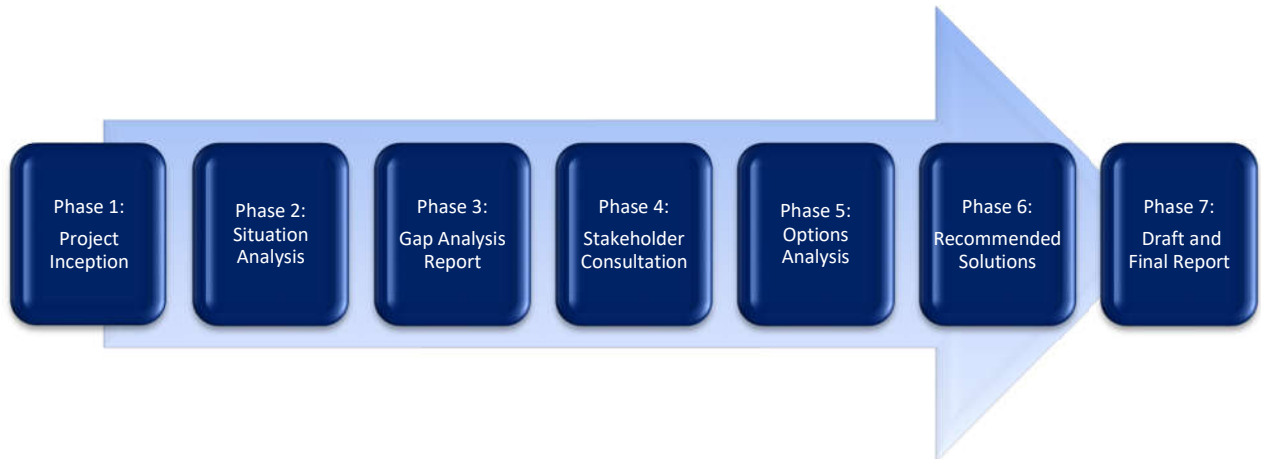 Phase 1:
Project
Inception
Phase 2:
Situation
Analysis
Phase 3:
Gap Analysis
Report
Phase 4:
Stakeholder
Consultation
Phase 5:
Options
Analysis
Phase 6:
Recommended
Solutions
Phase 7:
Draft and
Final Report